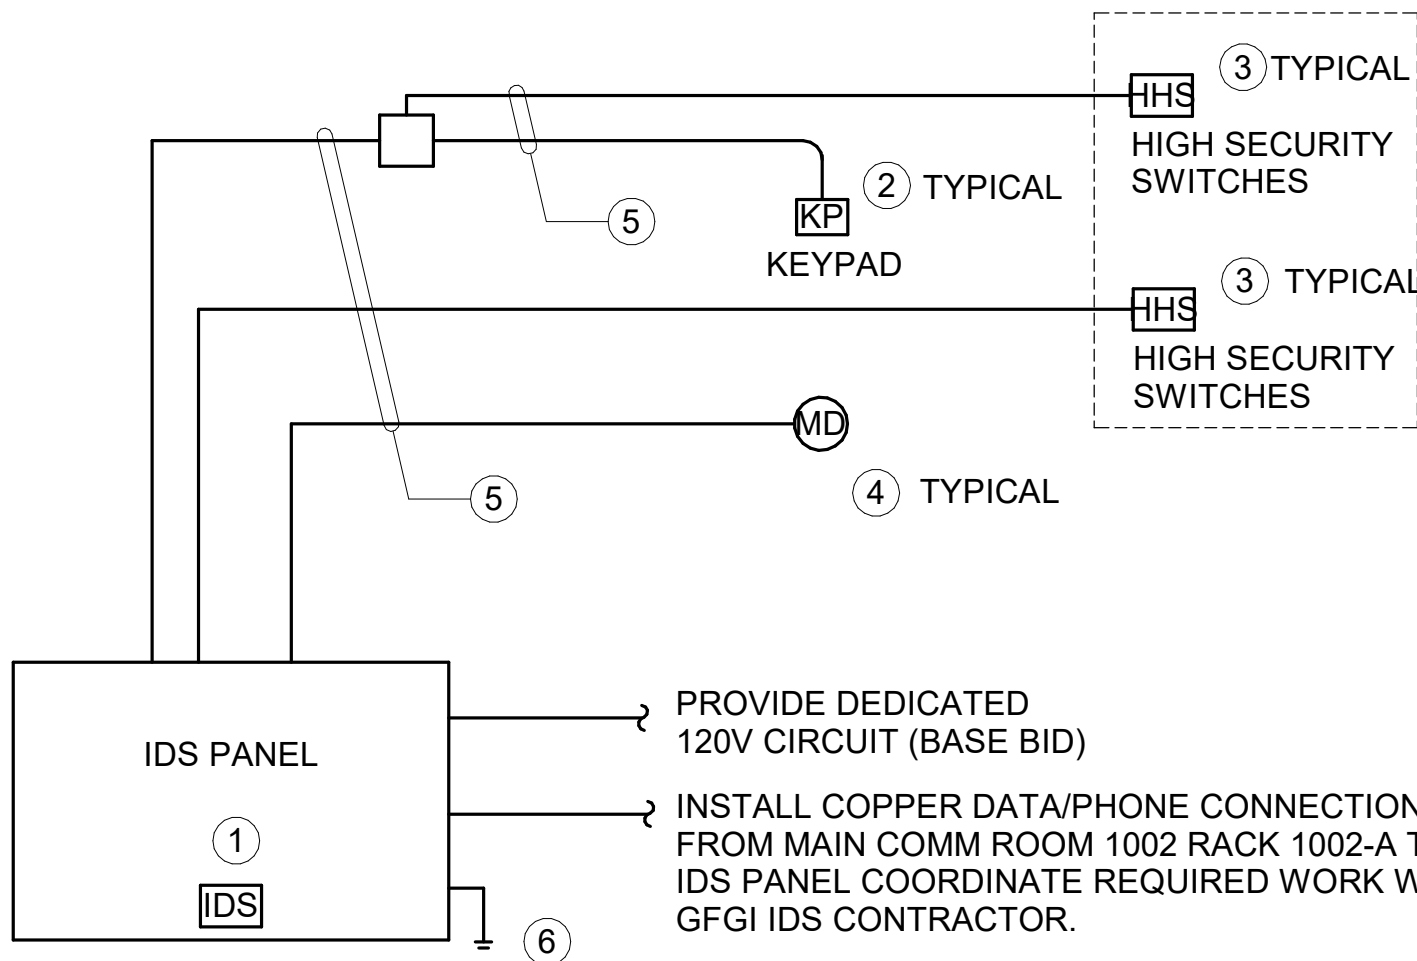 3 TYPICAL
HHS
HIGH SECURITY
SWITCHES
2 TYPICAL
5
KP
KEYPAD
3 TYPICAL
HHS
HIGH SECURITY
SWITCHES
MD
4 TYPICAL
5
PROVIDE DEDICATED
120V CIRCUIT (BASE BID)
IDS PANEL
INSTALL COPPER DATA/PHONE CONNECTION
FROM MAIN COMM ROOM 1002 RACK 1002-A T
IDS PANEL COORDINATE REQUIRED WORK W
GFGI IDS CONTRACTOR.
1
IDS
6